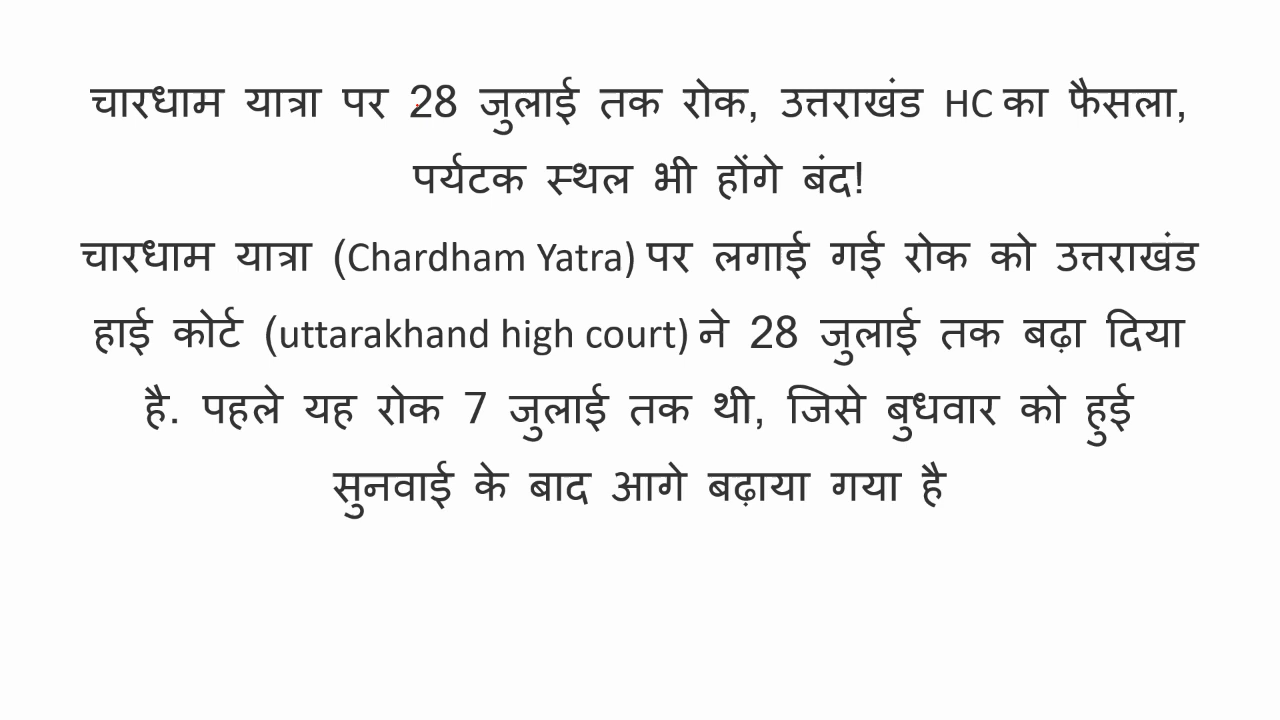 चारधाम यात्रा पर 28 जुलाई तक रोक, उत्तराखंड HC का फैसला,
पर्यटक स्थल भी होंगे बंद!
चारधाम यात्रा (Chardham Yatra) पर लगाई गई रोक को उत्तराखंड
हाई कोर्ट (uttarakhand high court) ने 28 जुलाई तक बढ़ा दिया
है. पहले यह रोक 7 जुलाई तक थी, जिसे बुधवार को हुई
सुनवाई के बाद आगे बढ़ाया गया है